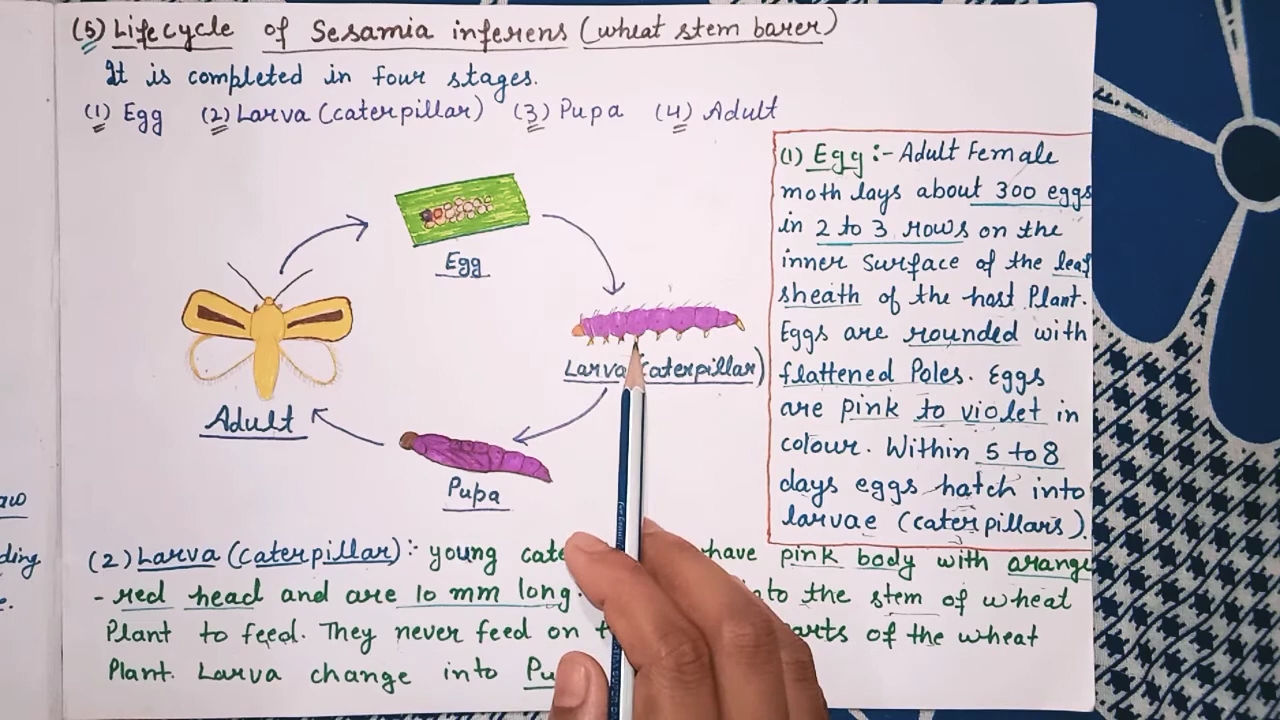 (5) Lifecycle of Sesamia inferens (wheat stem barer)
It is completed in four stages.
(1) Egg (2) Larva (caterpillar) (3) Pupa (4) Adult
Egg
Larva (caterpillar)
Pupa
Adult
(1) Egg :- Adult Female
moth lays about 300 eggs
in 2 to 3 rows on the
inner surface of the leaf
sheath of the host Plant.
Eggs are rounded with
flattened Poles. Eggs
are pink to violet in
colour. Within 5 to 8
days eggs hatch into
larvae (caterpillars).
(2) Larva (caterpillar) :- young have pink body with orange
- red head and are 10 mm long. the stem of wheat
Plant to feed. They never feed on of the wheat
Plant. Larva change into